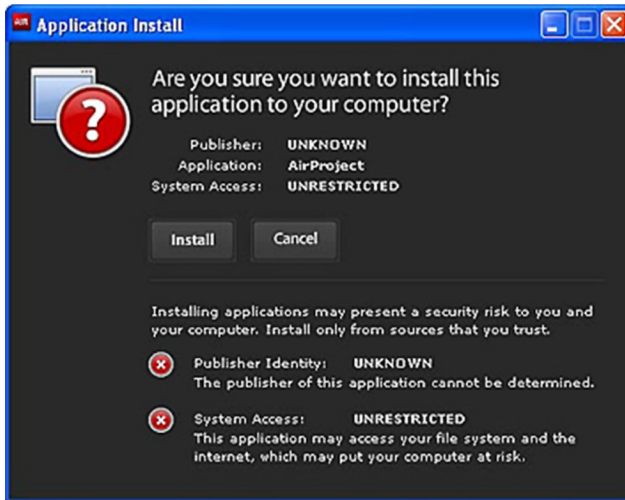 AIR Application Install
Are you sure you want to install this
application to your computer?
Publisher: UNKNOWN
Application: AirProject
System Access: UNRESTRICTED
Install Cancel
Installing applications may present a security risk to you and
your computer. Install only from sources that you trust.
Publisher Identity: UNKNOWN
The publisher of this application cannot be determined.
System Access: UNRESTRICTED
This application may access your file system and the
internet, which may put your computer at risk.